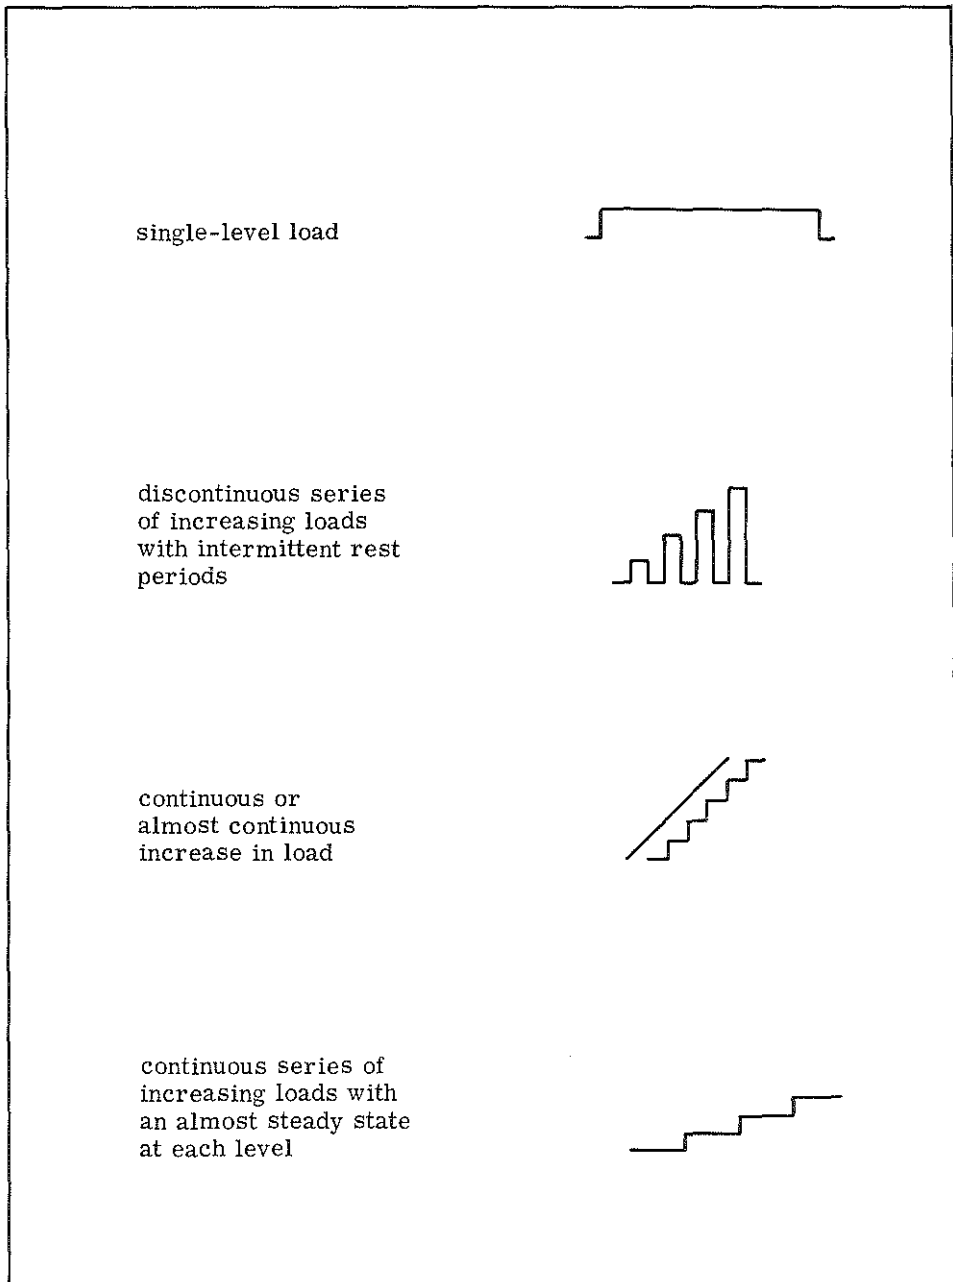 single-level load
discontinuous series
of increasing loads
with intermittent rest
periods
continuous or
almost continuous
increase in load
continuous series of
increasing loads with
an almost steady state
at each level